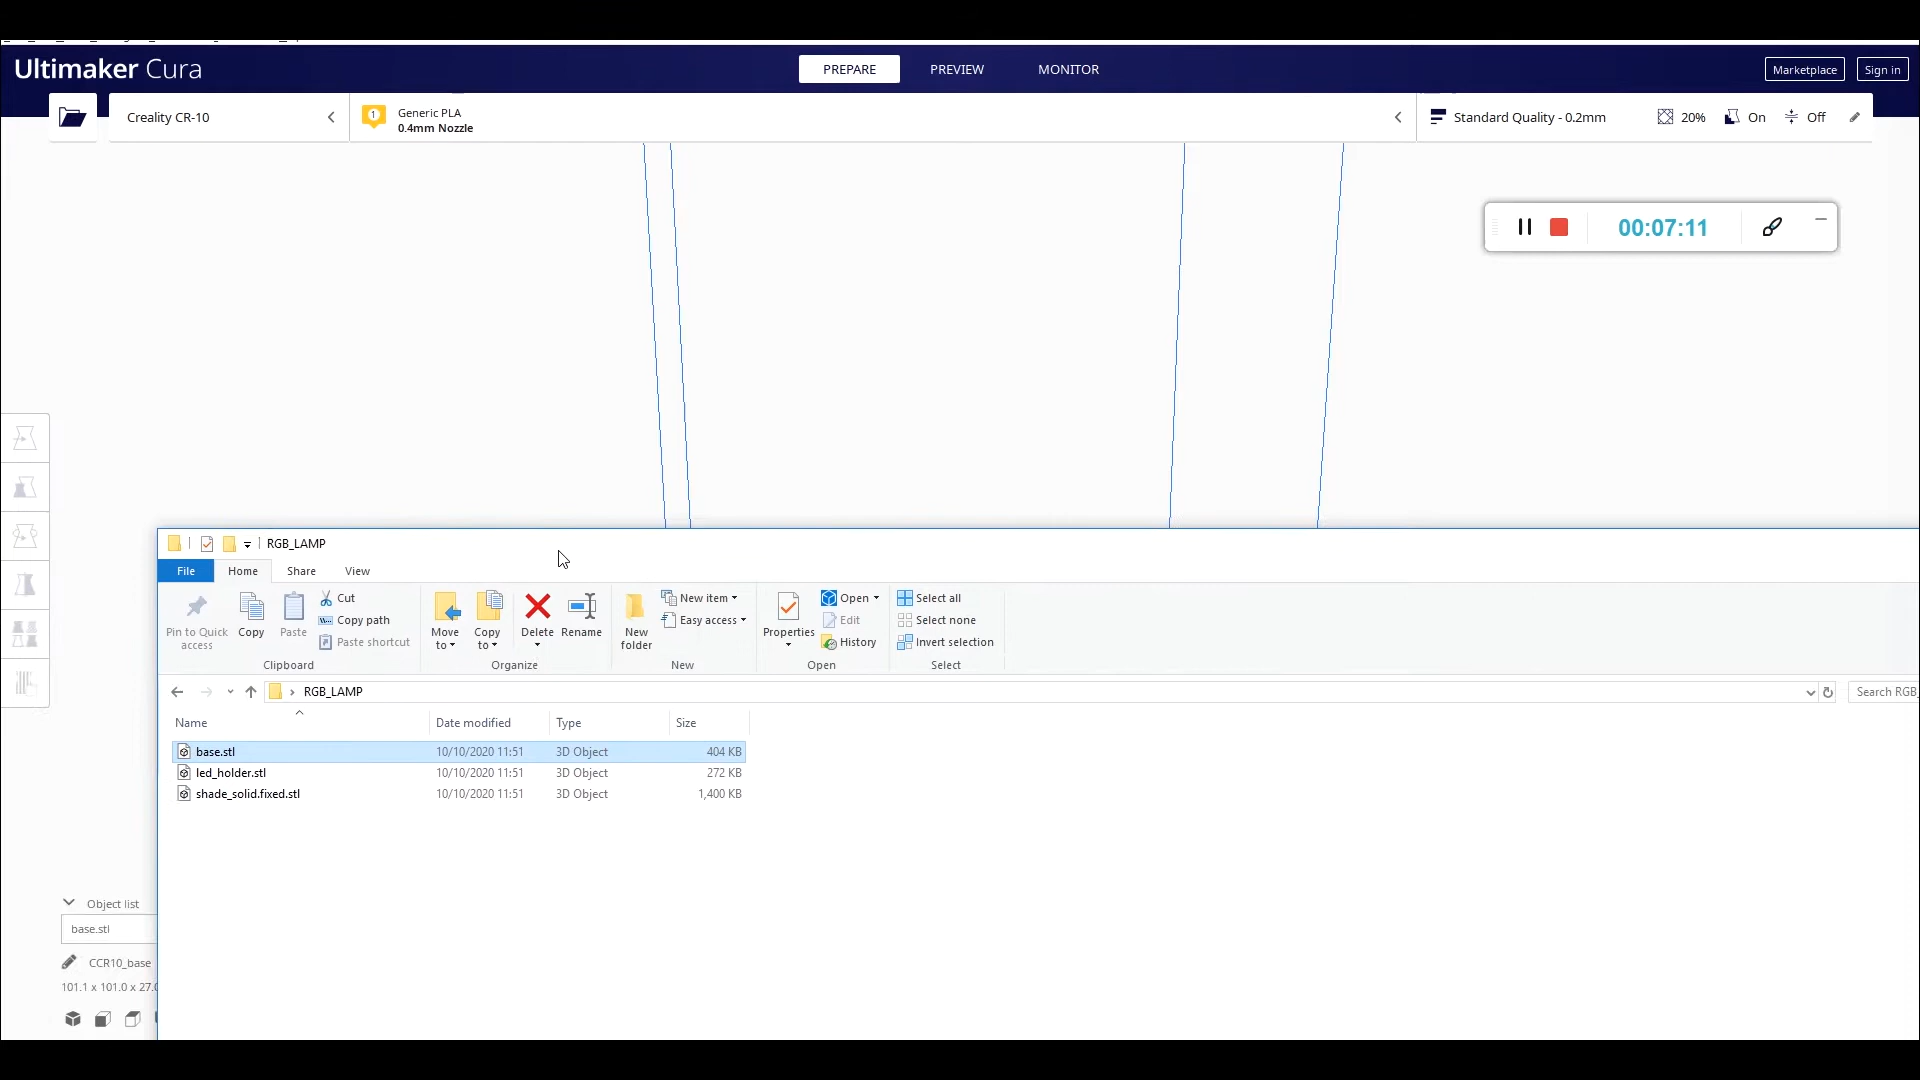 Ultimaker Cura
PREPARE
PREVIEW
MONITOR
Marketplace
Sign in
Creality CR-10
1
Generic PLA
0.4mm Nozzle
Standard Quality - 0.2mm
20%
On
Off
00:07:11
RGB_LAMP
File
Home
Share
View
Pin to Quick
access
Copy
Paste
Cut
Copy path
Paste shortcut
Clipboard
Move
to
Copy
to
Delete
Rename
Organize
New
folder
New item
Easy access
New
Properties
Open
Edit
History
Open
Select all
Select none
Invert selection
Select
RGB_LAMP
Search RGB_
Name
Date modified
Type
Size
base.stl 10/10/2020 11:51 3D Object 404 KB
led_holder.stl 10/10/2020 11:51 3D Object 272 KB
shade_solid.fixed.stl 10/10/2020 11:51 3D Object 1,400 KB
Object list
base.stl
CCR10_base
101.1 x 101.0 x 27.0